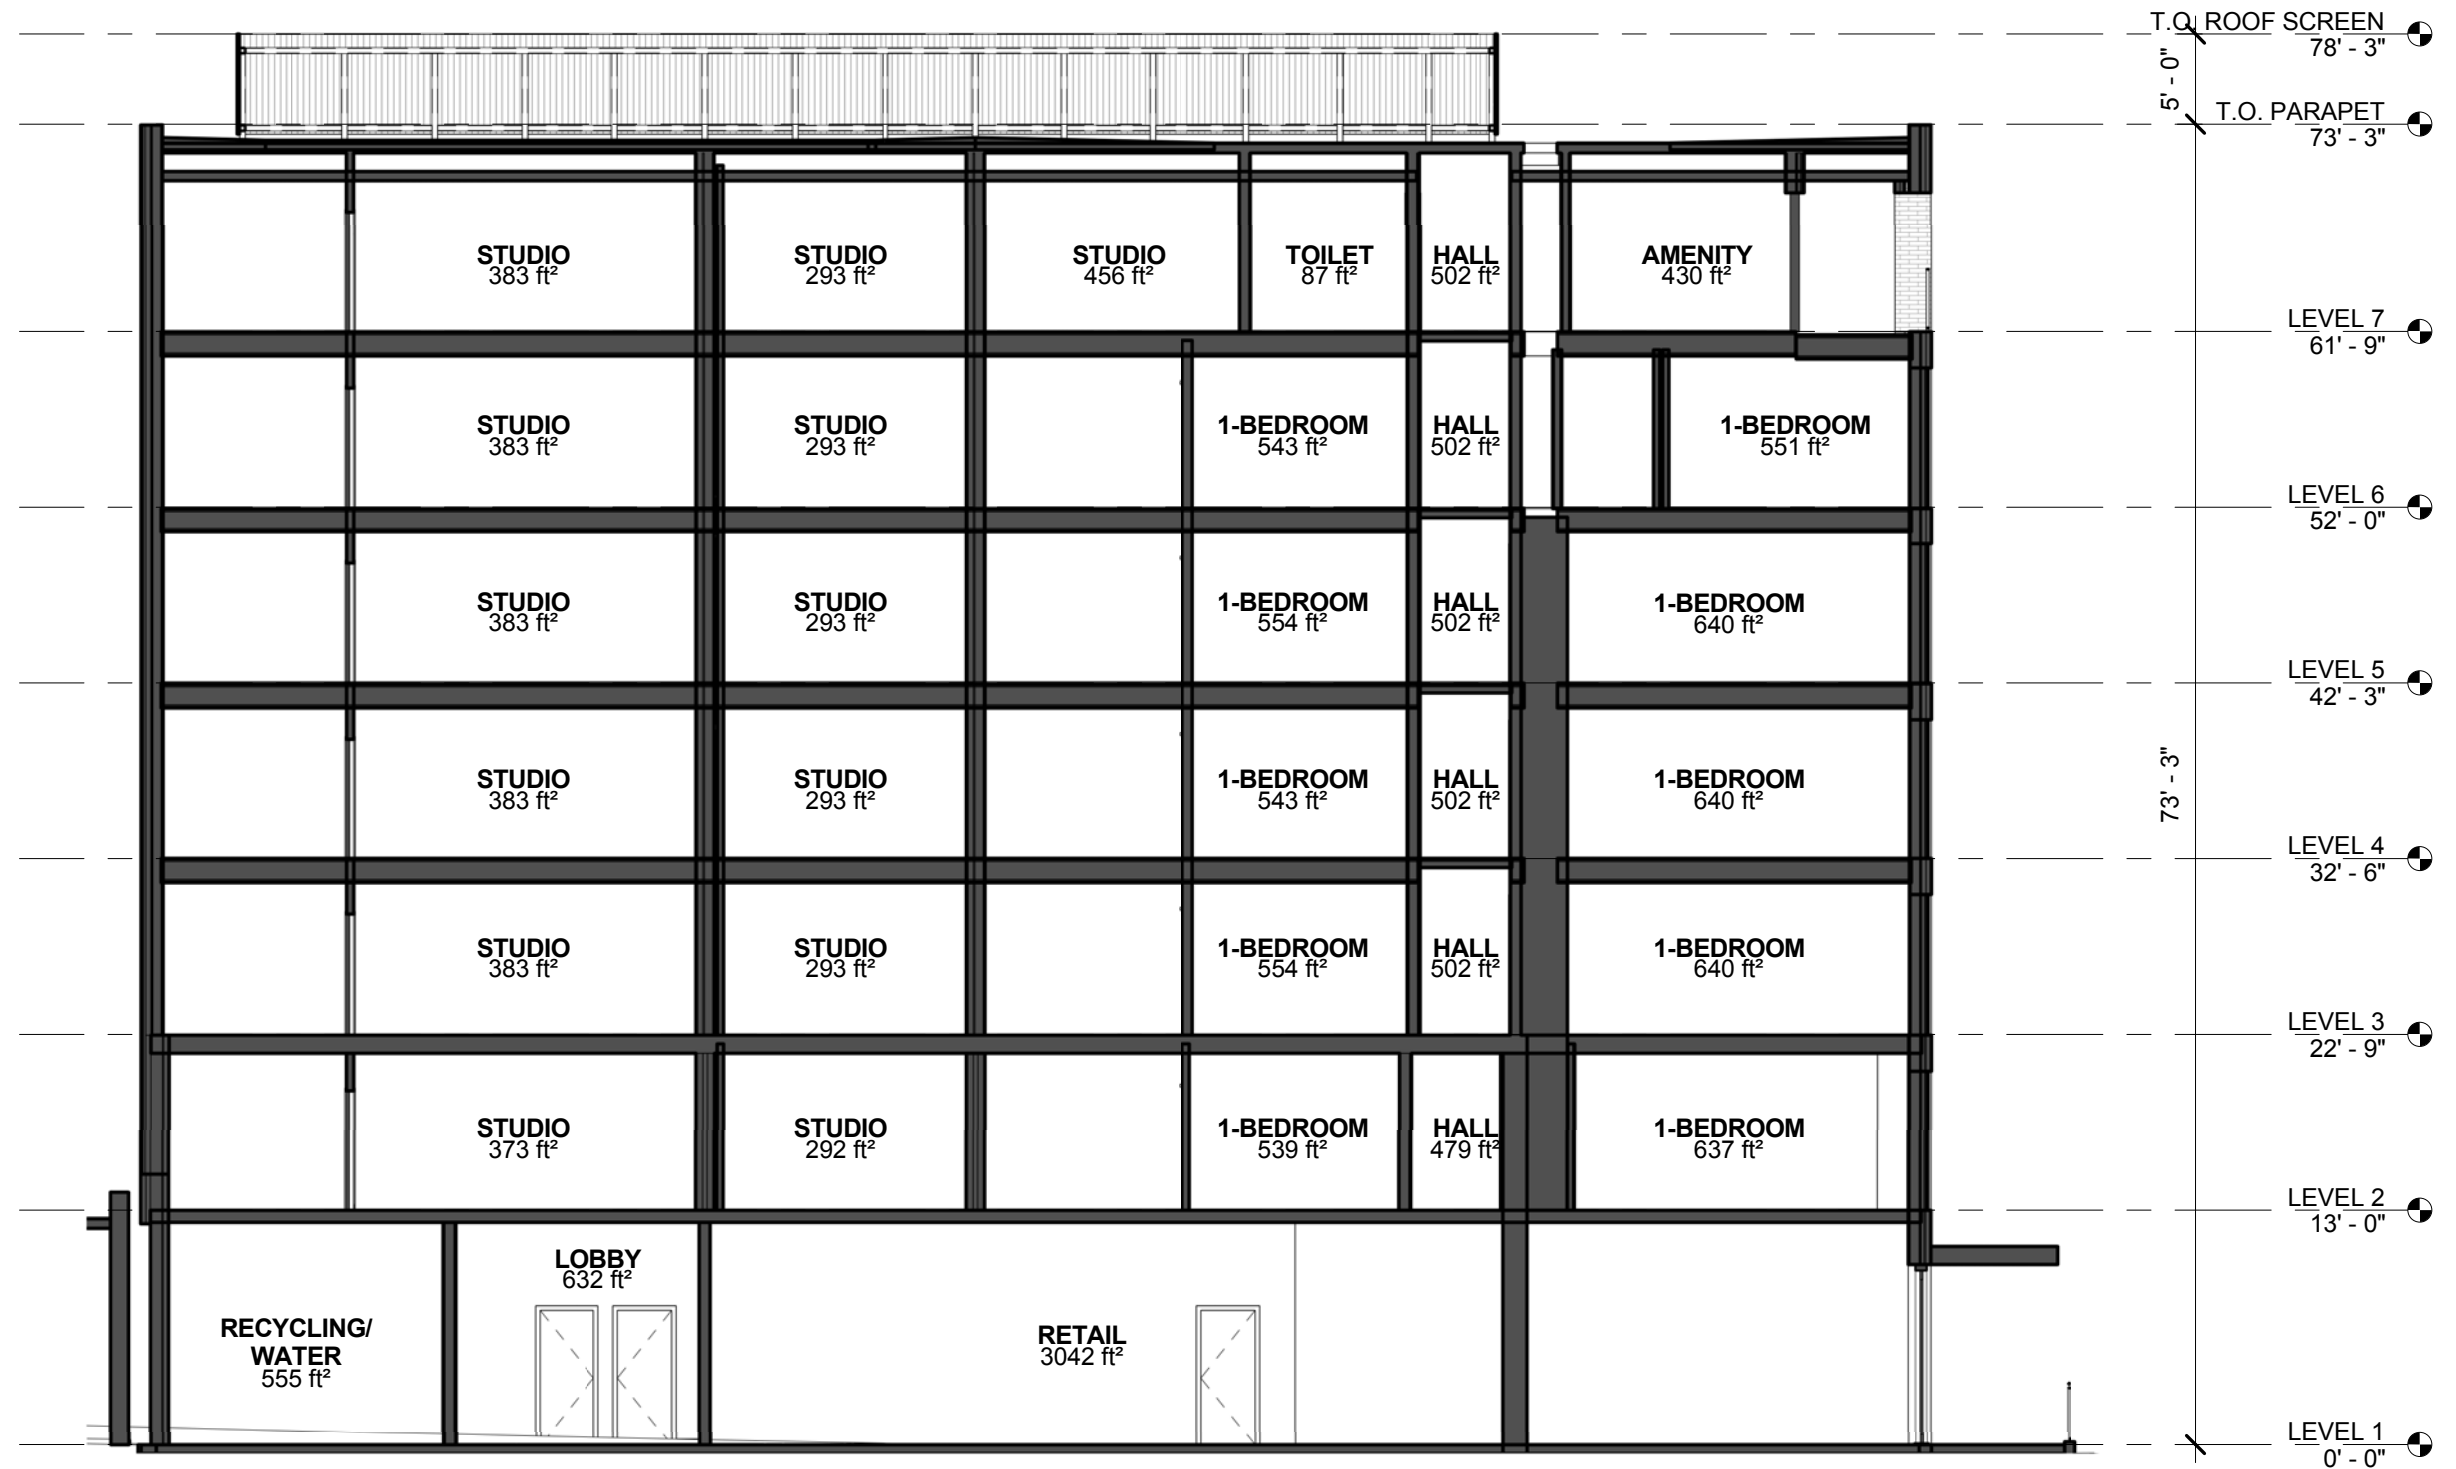 T.O. ROOF SCREEN
78' - 3"
5' - 0"
T.O. PARAPET
73' - 3"
STUDIO
383 ft²
STUDIO
293 ft²
STUDIO
456 ft²
TOILET
87 ft²
HALL
502 ft²
AMENITY
430 ft²
LEVEL 7
61' - 9"
STUDIO
383 ft²
STUDIO
293 ft²
1-BEDROOM
543 ft²
HALL
502 ft²
1-BEDROOM
551 ft²
LEVEL 6
52' - 0"
STUDIO
383 ft²
STUDIO
293 ft²
1-BEDROOM
554 ft²
HALL
502 ft²
1-BEDROOM
640 ft²
LEVEL 5
42' - 3"
73' - 3"
STUDIO
383 ft²
STUDIO
293 ft²
1-BEDROOM
543 ft²
HALL
502 ft²
1-BEDROOM
640 ft²
LEVEL 4
32' - 6"
STUDIO
383 ft²
STUDIO
293 ft²
1-BEDROOM
554 ft²
HALL
502 ft²
1-BEDROOM
640 ft²
LEVEL 3
22' - 9"
STUDIO
373 ft²
STUDIO
292 ft²
1-BEDROOM
539 ft²
HALL
479 ft²
1-BEDROOM
637 ft²
LEVEL 2
13' - 0"
LOBBY
632 ft²
RECYCLING/
WATER
555 ft²
RETAIL
3042 ft²
LEVEL 1
0' - 0"